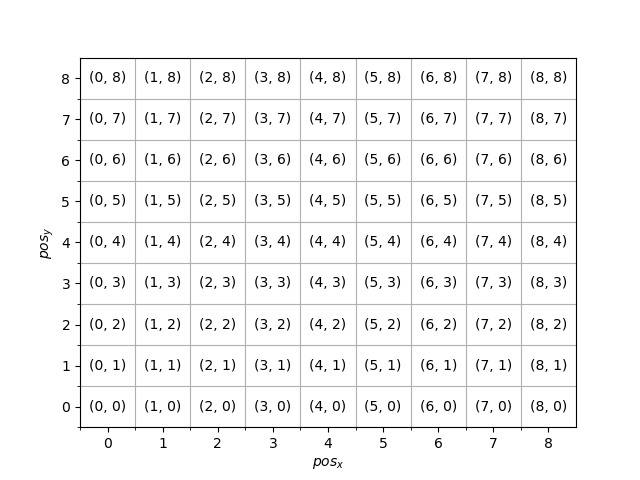 8 (0, 8) (1, 8) (2, 8) (3, 8) (4, 8) (5, 8) (6, 8) (7, 8) (8, 8)
7 (0, 7) (1, 7) (2, 7) (3, 7) (4, 7) (5, 7) (6, 7) (7, 7) (8, 7)
6 (0, 6) (1, 6) (2, 6) (3, 6) (4, 6) (5, 6) (6, 6) (7, 6) (8, 6)
5 (0, 5) (1, 5) (2, 5) (3, 5) (4, 5) (5, 5) (6, 5) (7, 5) (8, 5)
pos_y
4 (0, 4) (1, 4) (2, 4) (3, 4) (4, 4) (5, 4) (6, 4) (7, 4) (8, 4)
3 (0, 3) (1, 3) (2, 3) (3, 3) (4, 3) (5, 3) (6, 3) (7, 3) (8, 3)
2 (0, 2) (1, 2) (2, 2) (3, 2) (4, 2) (5, 2) (6, 2) (7, 2) (8, 2)
1 (0, 1) (1, 1) (2, 1) (3, 1) (4, 1) (5, 1) (6, 1) (7, 1) (8, 1)
0 (0, 0) (1, 0) (2, 0) (3, 0) (4, 0) (5, 0) (6, 0) (7, 0) (8, 0)
0 1 2 3 4 5 6 7 8
pos_x